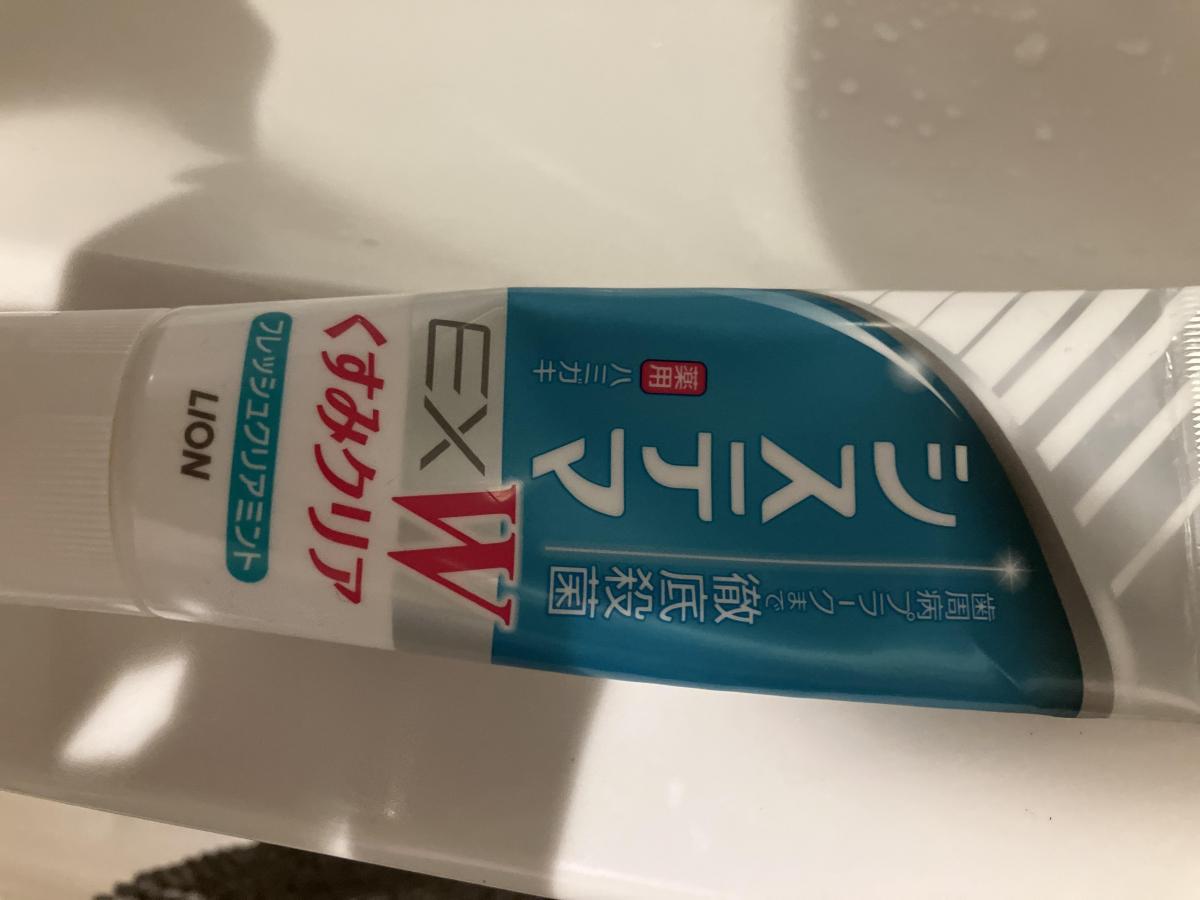 歯周病プラークまで徹底殺菌
システマ
薬用ハミガキ
EX W
くすみクリア
フレッシュクリアミント
LION